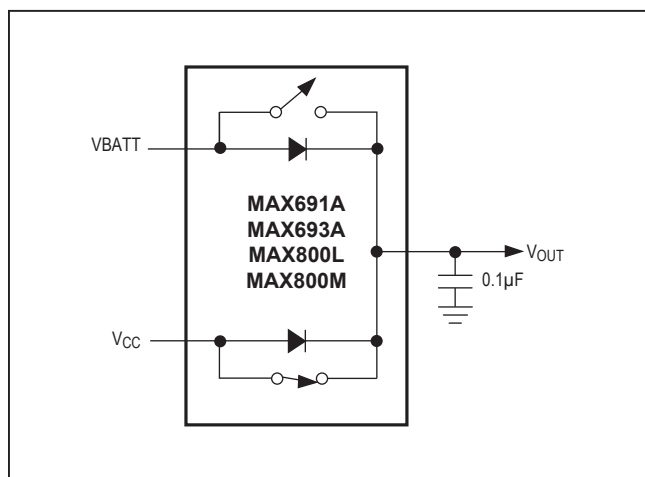 VBATT
MAX691A
MAX693A
MAX800L
MAX800M
VOUT
0.1µF
VCC